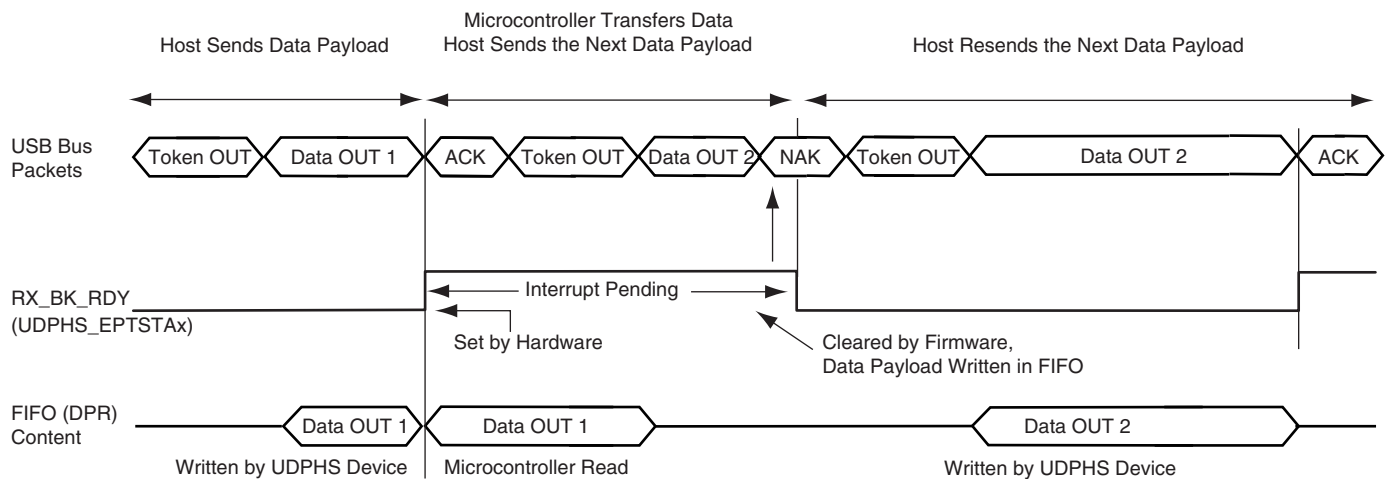 Microcontroller Transfers Data
Host Sends Data Payload
Host Sends the Next Data Payload
Host Resends the Next Data Payload
USB Bus
Packets
Token OUT
Data OUT 1
ACK
Token OUT
Data OUT 2
NAK
Token OUT
Data OUT 2
ACK
RX_BK_RDY
(UDPHS_EPTSTAx)
Interrupt Pending
Set by Hardware
Cleared by Firmware,
Data Payload Written in FIFO
FIFO (DPR)
Content
Data OUT 1
Data OUT 1
Data OUT 2
Written by UDPHS Device
Microcontroller Read
Written by UDPHS Device